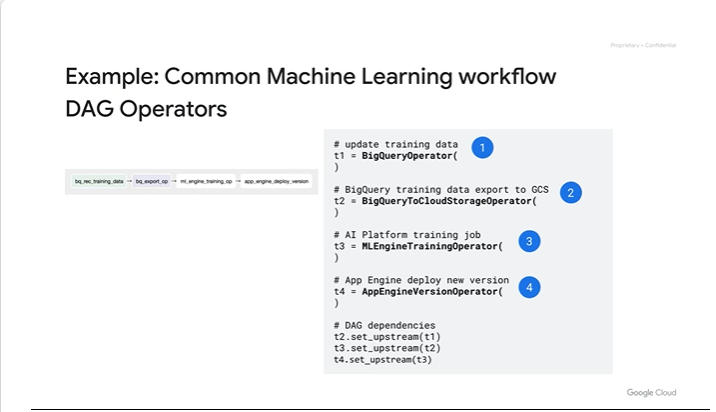 Proprietary + Confidential
Example: Common Machine Learning workflow
DAG Operators
bq_rec_training_data → bq_export_op → ml_engine_training_op → app_engine_deploy_version
# update training data
t1 = BigQueryOperator(
)
1
# BigQuery training data export to GCS
t2 = BigQueryToCloudStorageOperator(
)
2
# AI Platform training job
t3 = MLEngineTrainingOperator(
)
3
# App Engine deploy new version
t4 = AppEngineVersionOperator(
)
4
# DAG dependencies
t2.set_upstream(t1)
t3.set_upstream(t2)
t4.set_upstream(t3)
Google Cloud